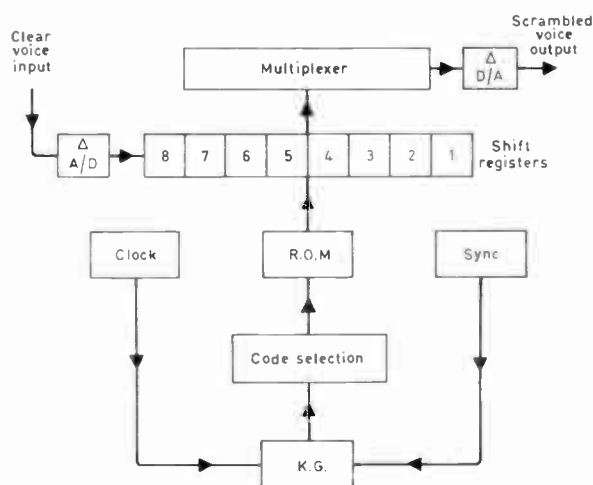 Clear
voice
input
Scrambled
voice
output
Multiplexer
Δ
D/A
Δ
A/D
8 7 6 5 4 3 2 1
Shift
registers
Clock
R.O.M
Sync
Code selection
K.G.